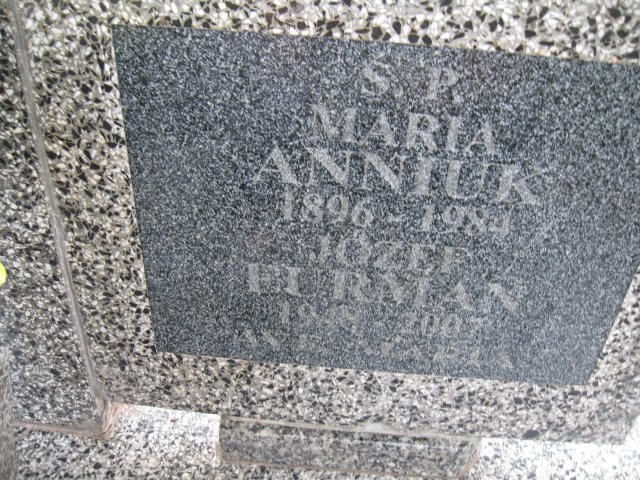 S. P.
MARIA
ANNIUK
1896 - 1984
JÓZEF
FURMAN